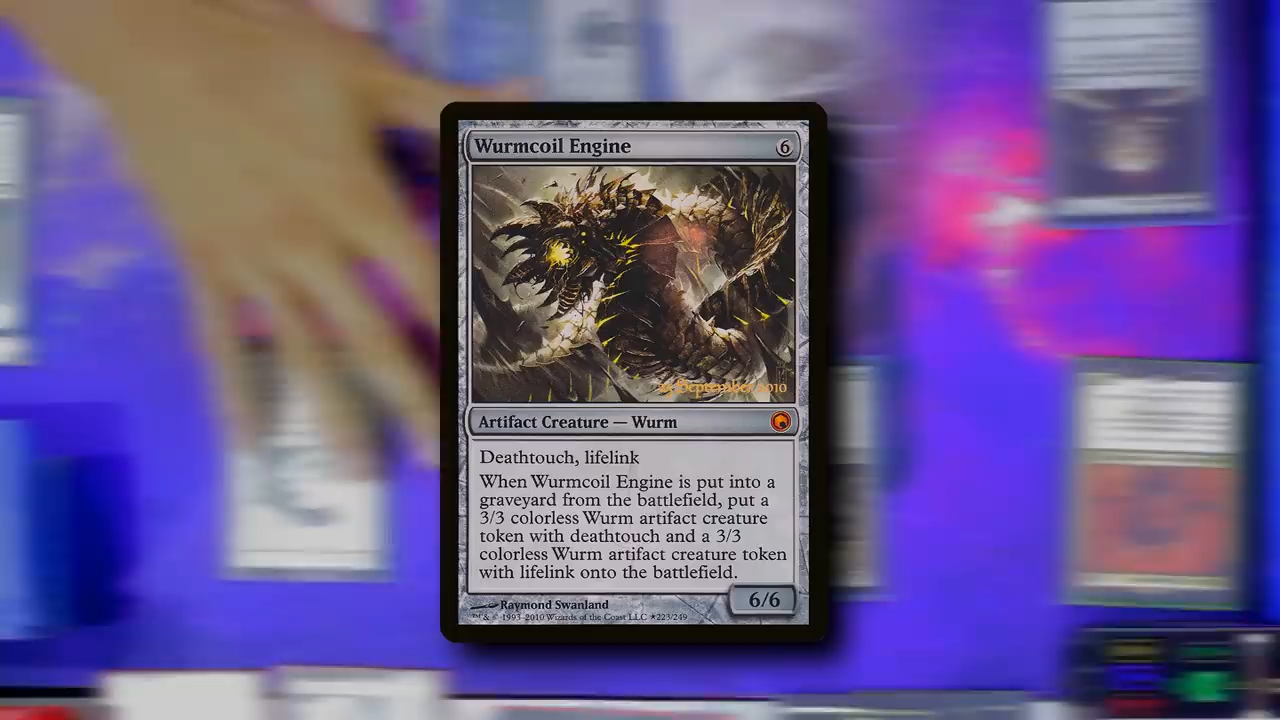 Wurmcoil Engine 6
25 September 2010
Artifact Creature — Wurm
Deathtouch, lifelink
When Wurmcoil Engine is put into a
graveyard from the battlefield, put a
3/3 colorless Wurm artifact creature
token with deathtouch and a 3/3
colorless Wurm artifact creature token
with lifelink onto the battlefield.
6/6
Raymond Swanland
™ & © 1993–2010 Wizards of the Coast LLC ★223/249